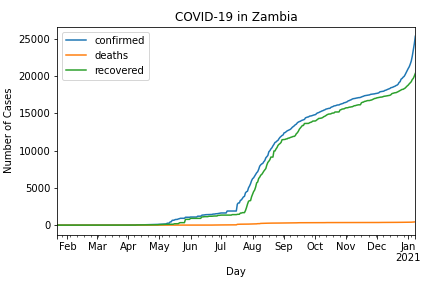 COVID-19 in Zambia
confirmed
deaths
recovered
Number of Cases
25000
20000
15000
10000
5000
0
Feb Mar Apr May Jun Jul Aug Sep Oct Nov Dec Jan
2021
Day